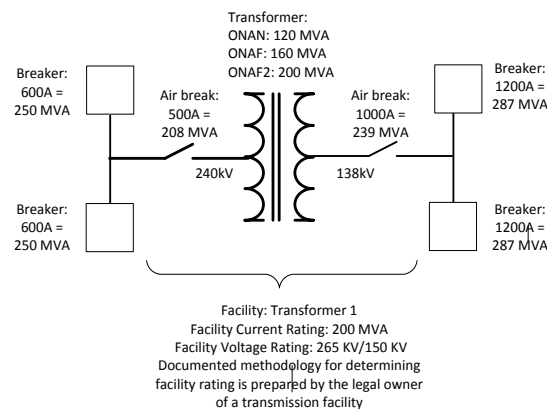 Transformer:
ONAN: 120 MVA
ONAF: 160 MVA
ONAF2: 200 MVA
Breaker:
600A =
250 MVA
Air break:
500A =
208 MVA
Air break:
1000A =
239 MVA
Breaker:
1200A =
287 MVA
240kV
138kV
Breaker:
600A =
250 MVA
Breaker:
1200A =
287 MVA
Facility: Transformer 1
Facility Current Rating: 200 MVA
Facility Voltage Rating: 265 KV/150 KV
Documented methodology for determining
facility rating is prepared by the legal owner
of a transmission facility